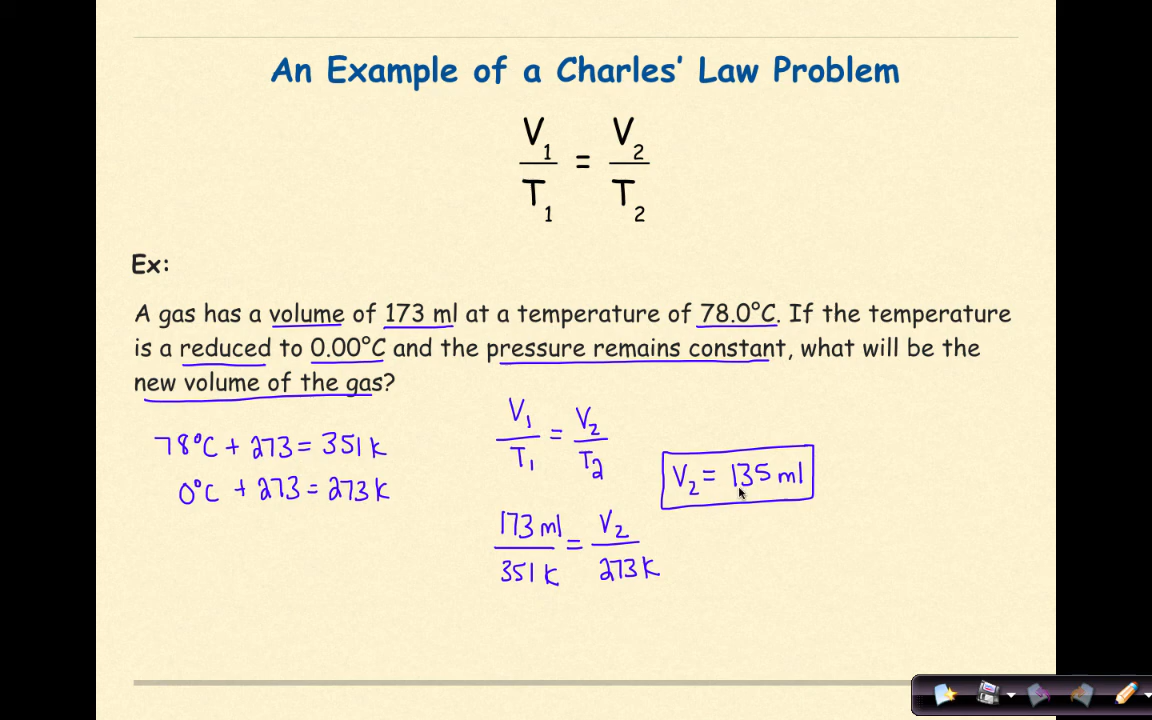 An Example of a Charles' Law Problem
V₁ = V₂
T₁ T₂
Ex:
A gas has a volume of 173 ml at a temperature of 78.0°C. If the temperature
is a reduced to 0.00°C and the pressure remains constant, what will be the
new volume of the gas?
78°C + 273 = 351 K
0°C + 273 = 273 K
V₁ = V₂
T₁ T₂
173 ml = V₂
351 K 273 K
V₂ = 135 ml